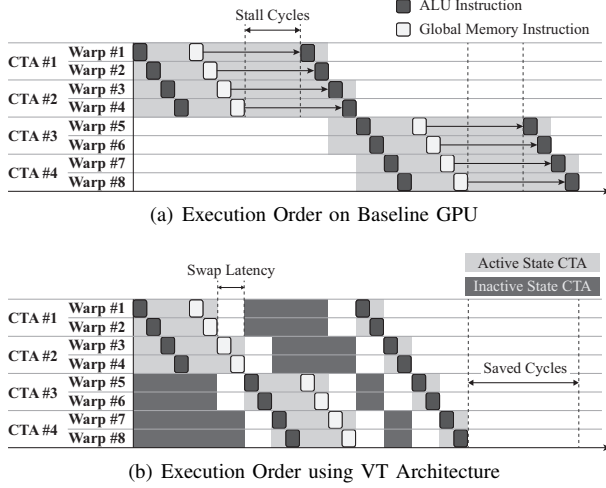 Stall Cycles
ALU Instruction
Global Memory Instruction
CTA #1
Warp #1
Warp #2
CTA #2
Warp #3
Warp #4
CTA #3
Warp #5
Warp #6
CTA #4
Warp #7
Warp #8
(a) Execution Order on Baseline GPU
Swap Latency
Active State CTA
Inactive State CTA
CTA #1
Warp #1
Warp #2
CTA #2
Warp #3
Warp #4
Saved Cycles
CTA #3
Warp #5
Warp #6
CTA #4
Warp #7
Warp #8
(b) Execution Order using VT Architecture